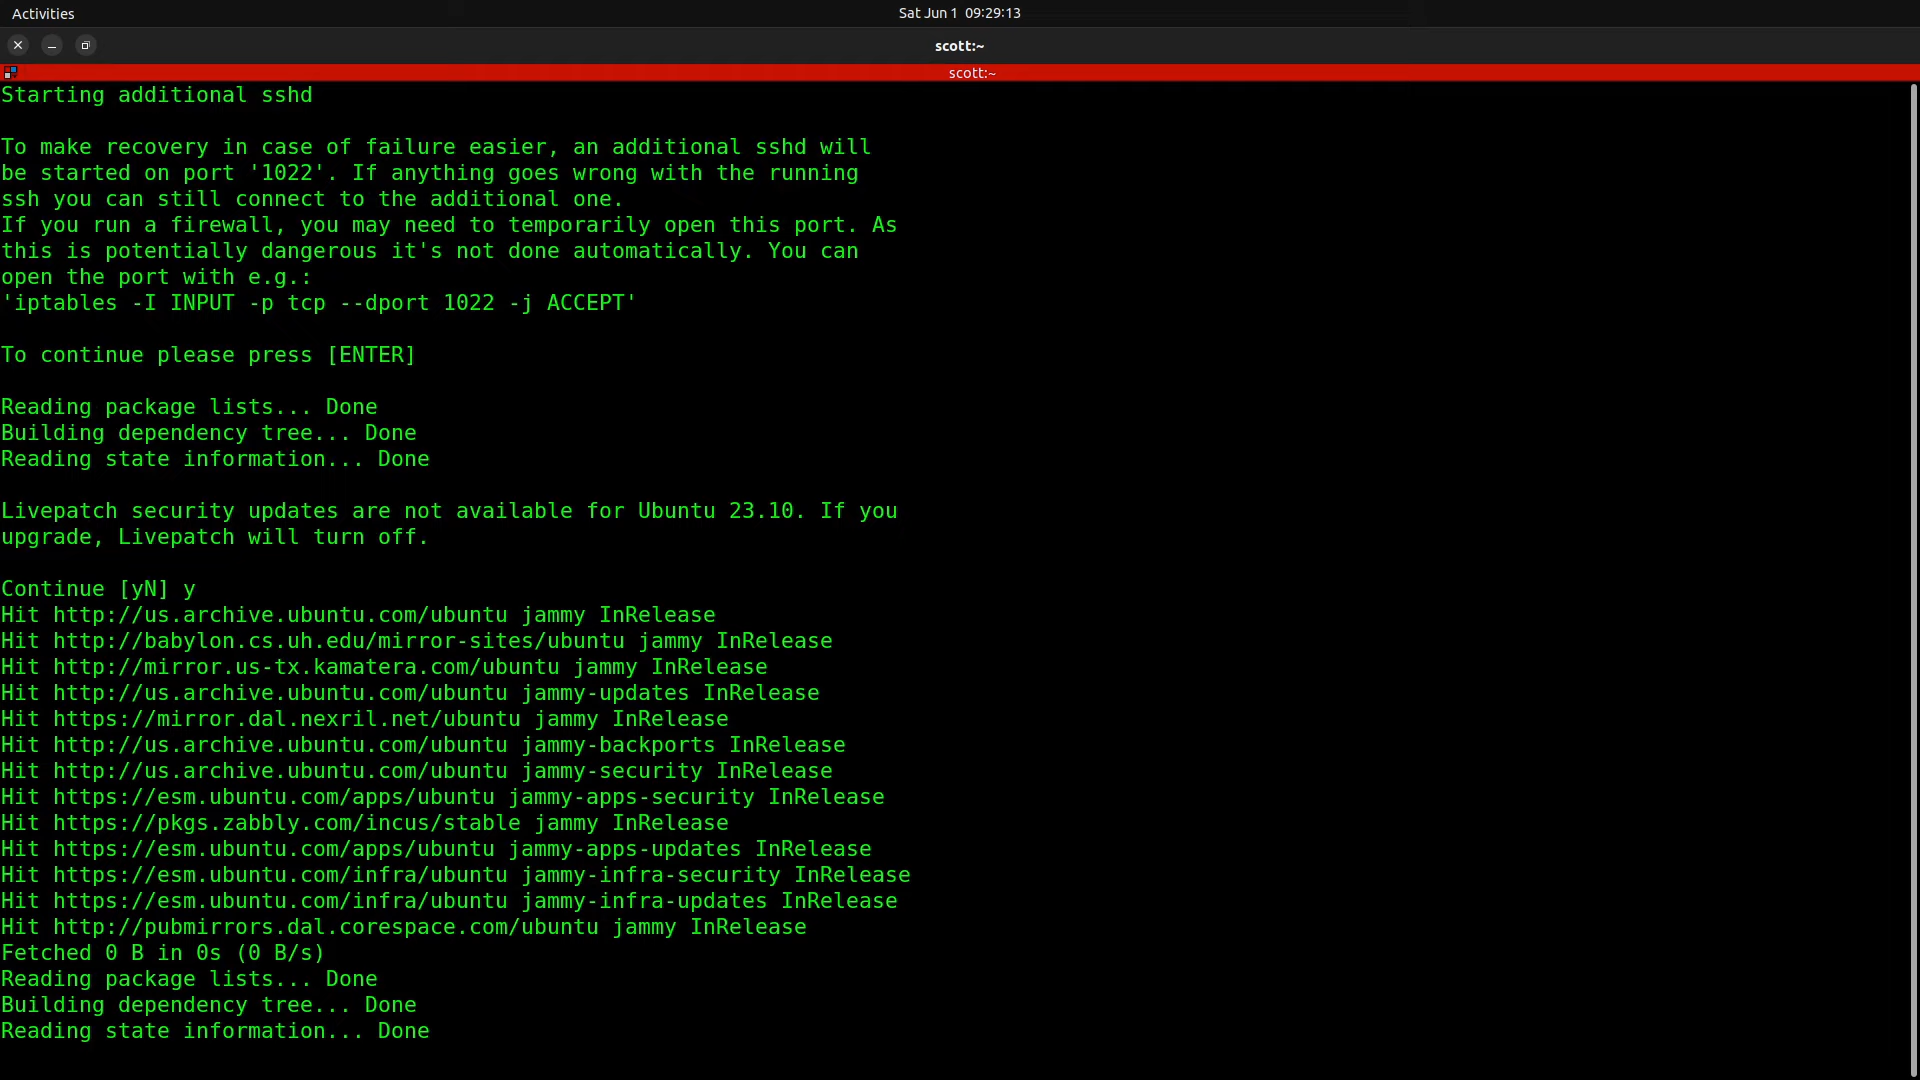 Activities
Sat Jun 1 09:29:13
scott:~
scott:~
Starting additional sshd
To make recovery in case of failure easier, an additional sshd will
be started on port '1022'. If anything goes wrong with the running
ssh you can still connect to the additional one.
If you run a firewall, you may need to temporarily open this port. As
this is potentially dangerous it's not done automatically. You can
open the port with e.g.:
'iptables -I INPUT -p tcp --dport 1022 -j ACCEPT'
To continue please press [ENTER]
Reading package lists... Done
Building dependency tree... Done
Reading state information... Done
Livepatch security updates are not available for Ubuntu 23.10. If you
upgrade, Livepatch will turn off.
Continue [yN] y
Hit http://us.archive.ubuntu.com/ubuntu jammy InRelease
Hit http://babylon.cs.uh.edu/mirror-sites/ubuntu jammy InRelease
Hit http://mirror.us-tx.kamatera.com/ubuntu jammy InRelease
Hit http://us.archive.ubuntu.com/ubuntu jammy-updates InRelease
Hit https://mirror.dal.nexril.net/ubuntu jammy InRelease
Hit http://us.archive.ubuntu.com/ubuntu jammy-backports InRelease
Hit http://us.archive.ubuntu.com/ubuntu jammy-security InRelease
Hit https://esm.ubuntu.com/apps/ubuntu jammy-apps-security InRelease
Hit https://pkgs.zabbly.com/incus/stable jammy InRelease
Hit https://esm.ubuntu.com/apps/ubuntu jammy-apps-updates InRelease
Hit https://esm.ubuntu.com/infra/ubuntu jammy-infra-security InRelease
Hit https://esm.ubuntu.com/infra/ubuntu jammy-infra-updates InRelease
Hit http://pubmirrors.dal.corespace.com/ubuntu jammy InRelease
Fetched 0 B in 0s (0 B/s)
Reading package lists... Done
Building dependency tree... Done
Reading state information... Done